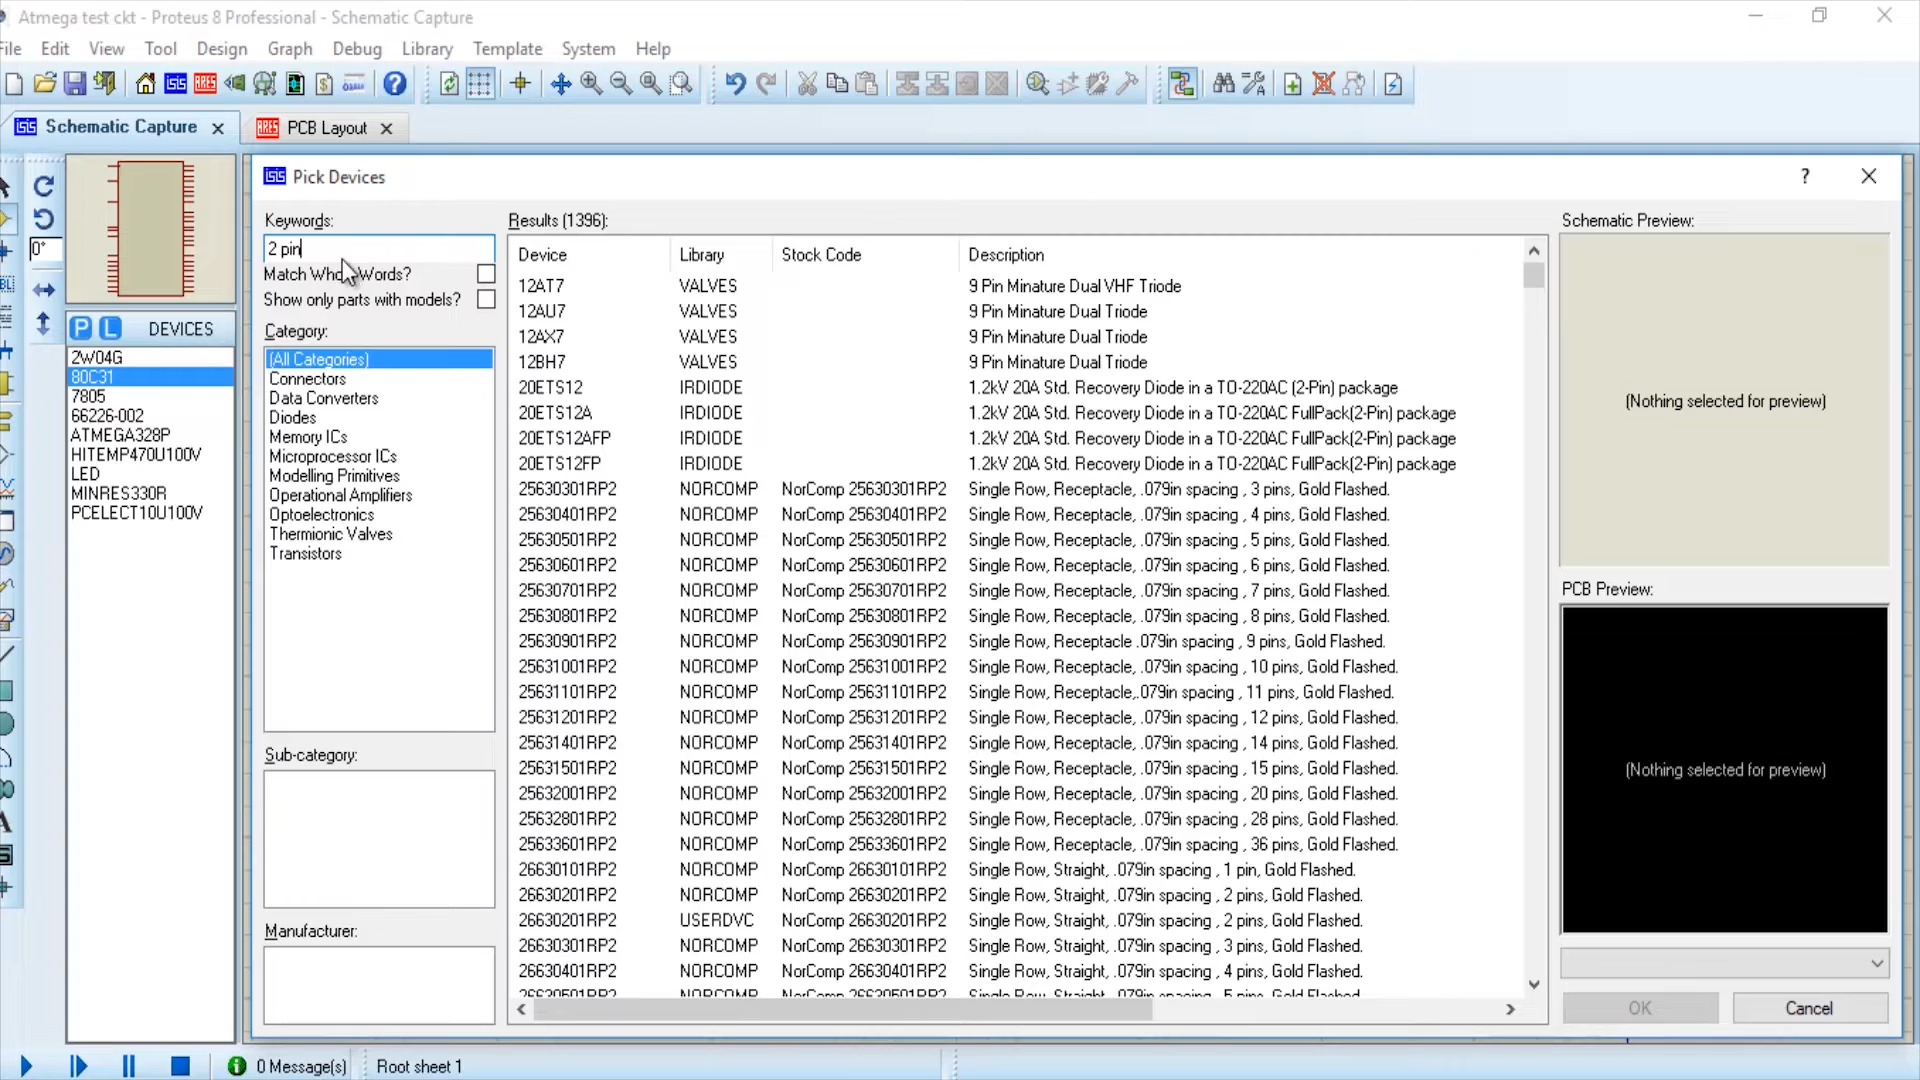 Atmega test ckt - Proteus 8 Professional - Schematic Capture
File Edit View Tool Design Graph Debug Library Template System Help
Schematic Capture
PCB Layout
Pick Devices
Keywords:
2 pin
Match Whole Words?
Show only parts with models?
Category:
(All Categories)
Connectors
Data Converters
Diodes
Memory ICs
Microprocessor ICs
Modelling Primitives
Operational Amplifiers
Optoelectronics
Thermionic Valves
Transistors
Sub-category:
Manufacturer:
0°
P L DEVICES
2W04G
80C31
7805
66226-002
ATMEGA328P
HITEMP470U100V
LED
MINRES330R
PCELECT10U100V
Results (1396):
Device Library Stock Code Description
12AT7 VALVES 9 Pin Minature Dual VHF Triode
12AU7 VALVES 9 Pin Minature Dual Triode
12AX7 VALVES 9 Pin Minature Dual Triode
12BH7 VALVES 9 Pin Minature Dual Triode
20ETS12 IRDIODE 1.2kV 20A Std. Recovery Diode in a TO-220AC (2-Pin) package
20ETS12A IRDIODE 1.2kV 20A Std. Recovery Diode in a TO-220AC FullPack(2-Pin) package
20ETS12AFP IRDIODE 1.2kV 20A Std. Recovery Diode in a TO-220AC FullPack(2-Pin) package
20ETS12FP IRDIODE 1.2kV 20A Std. Recovery Diode in a TO-220AC FullPack(2-Pin) package
25630301RP2 NORCOMP NorComp 25630301RP2 Single Row, Receptacle, .079in spacing , 3 pins, Gold Flashed.
25630401RP2 NORCOMP NorComp 25630401RP2 Single Row, Receptacle, .079in spacing , 4 pins, Gold Flashed.
25630501RP2 NORCOMP NorComp 25630501RP2 Single Row, Receptacle, .079in spacing , 5 pins, Gold Flashed.
25630601RP2 NORCOMP NorComp 25630601RP2 Single Row, Receptacle, .079in spacing , 6 pins, Gold Flashed.
25630701RP2 NORCOMP NorComp 25630701RP2 Single Row, Receptacle, .079in spacing , 7 pins, Gold Flashed.
25630801RP2 NORCOMP NorComp 25630801RP2 Single Row, Receptacle, .079in spacing , 8 pins, Gold Flashed.
25630901RP2 NORCOMP NorComp 25630901RP2 Single Row, Receptacle .079in spacing , 9 pins, Gold Flashed.
25631001RP2 NORCOMP NorComp 25631001RP2 Single Row, Receptacle, .079in spacing , 10 pins, Gold Flashed.
25631101RP2 NORCOMP NorComp 25631101RP2 Single Row, Receptacle,.079in spacing , 11 pins, Gold Flashed.
25631201RP2 NORCOMP NorComp 25631201RP2 Single Row, Receptacle, .079in spacing , 12 pins, Gold Flashed.
25631401RP2 NORCOMP NorComp 25631401RP2 Single Row, Receptacle, .079in spacing , 14 pins, Gold Flashed.
25631501RP2 NORCOMP NorComp 25631501RP2 Single Row, Receptacle, .079in spacing , 15 pins, Gold Flashed.
25632001RP2 NORCOMP NorComp 25632001RP2 Single Row, Receptacle, .079in spacing , 20 pins, Gold Flashed.
25632801RP2 NORCOMP NorComp 25632801RP2 Single Row, Receptacle, .079in spacing , 28 pins, Gold Flashed.
25633601RP2 NORCOMP NorComp 25633601RP2 Single Row, Receptacle, .079in spacing , 36 pins, Gold Flashed.
26630101RP2 NORCOMP NorComp 26630101RP2 Single Row, Straight, .079in spacing , 1 pin, Gold Flashed.
26630201RP2 NORCOMP NorComp 26630201RP2 Single Row, Straight, .079in spacing , 2 pins, Gold Flashed.
26630201RP2 USERDVC NorComp 26630201RP2 Single Row, Straight, .079in spacing , 2 pins, Gold Flashed.
26630301RP2 NORCOMP NorComp 26630301RP2 Single Row, Straight, .079in spacing , 3 pins, Gold Flashed.
26630401RP2 NORCOMP NorComp 26630401RP2 Single Row, Straight, .079in spacing , 4 pins, Gold Flashed.
26630501RP2 NORCOMP NorComp 26630501RP2 Single Row, Straight, .079in spacing , 5 pins, Gold Flashed.
Schematic Preview:
(Nothing selected for preview)
PCB Preview:
(Nothing selected for preview)
OK Cancel
0 Message(s) Root sheet 1